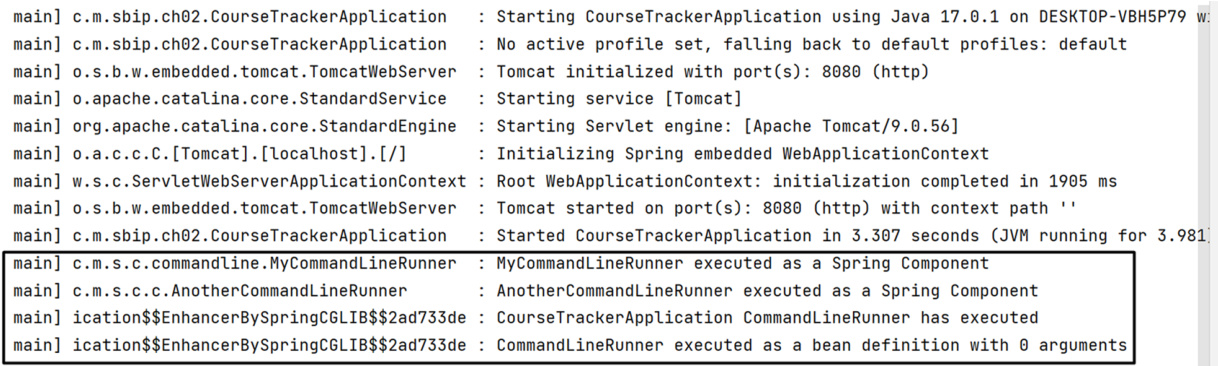 main] c.m.sbip.ch02.CourseTrackerApplication : Starting CourseTrackerApplication using Java 17.0.1 on DESKTOP-VBH5P79
main] c.m.sbip.ch02.CourseTrackerApplication : No active profile set, falling back to default profiles: default
main] o.s.b.w.embedded.tomcat.TomcatWebServer : Tomcat initialized with port(s): 8080 (http)
main] o.apache.catalina.core.StandardService : Starting service [Tomcat]
main] org.apache.catalina.core.StandardEngine : Starting Servlet engine: [Apache Tomcat/9.0.56]
main] o.a.c.c.C.[Tomcat].[localhost].[/] : Initializing Spring embedded WebApplicationContext
main] w.s.c.ServletWebServerApplicationContext : Root WebApplicationContext: initialization completed in 1905 ms
main] o.s.b.w.embedded.tomcat.TomcatWebServer : Tomcat started on port(s): 8080 (http) with context path ''
main] c.m.sbip.ch02.CourseTrackerApplication : Started CourseTrackerApplication in 3.307 seconds (JVM running for 3.981)
main] c.m.s.c.commandline.MyCommandLineRunner : MyCommandLineRunner executed as a Spring Component
main] c.m.s.c.c.AnotherCommandLineRunner : AnotherCommandLineRunner executed as a Spring Component
main] ication$$EnhancerBySpringCGLIB$$2ad733de : CourseTrackerApplication CommandLineRunner has executed
main] ication$$EnhancerBySpringCGLIB$$2ad733de : CommandLineRunner executed as a bean definition with 0 arguments